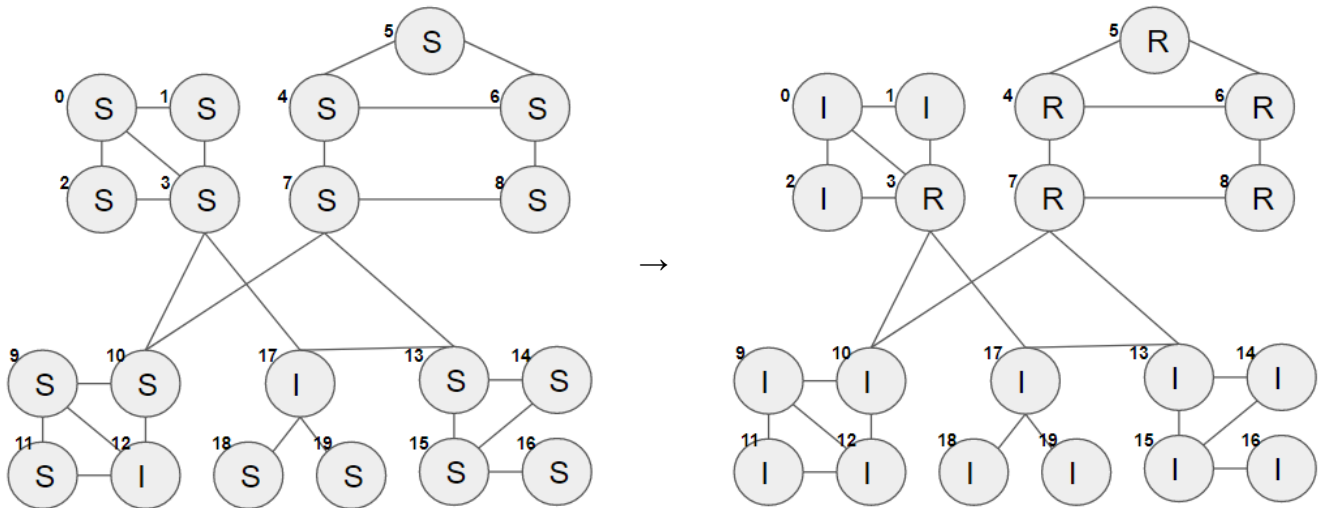 5 S
0 S 1 S 4 S 6 S
2 S 3 S 7 S 8 S
9 S 10 S 17 I 13 S 14 S
11 S 12 I 18 S 19 S 15 S 16 S
→
5 R
0 I 1 I 4 R 6 R
2 I 3 R 7 R 8 R
9 I 10 I 17 I 13 I 14 I
11 I 12 I 18 I 19 I 15 I 16 I